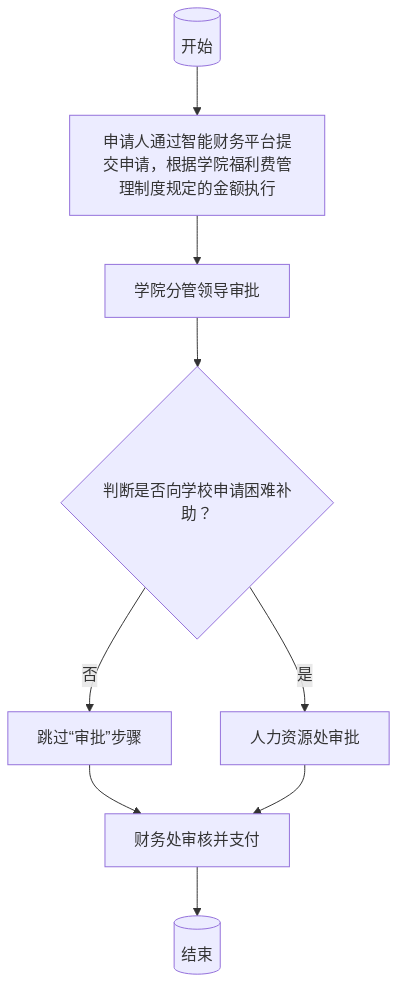 开始
申请人通过智能财务平台提
交申请，根据学院福利费管
理制度规定的金额执行
学院分管领导审批
判断是否向学校申请困难补
助？
否
是
跳过“审批”步骤
人力资源处审批
财务处审核并支付
结束